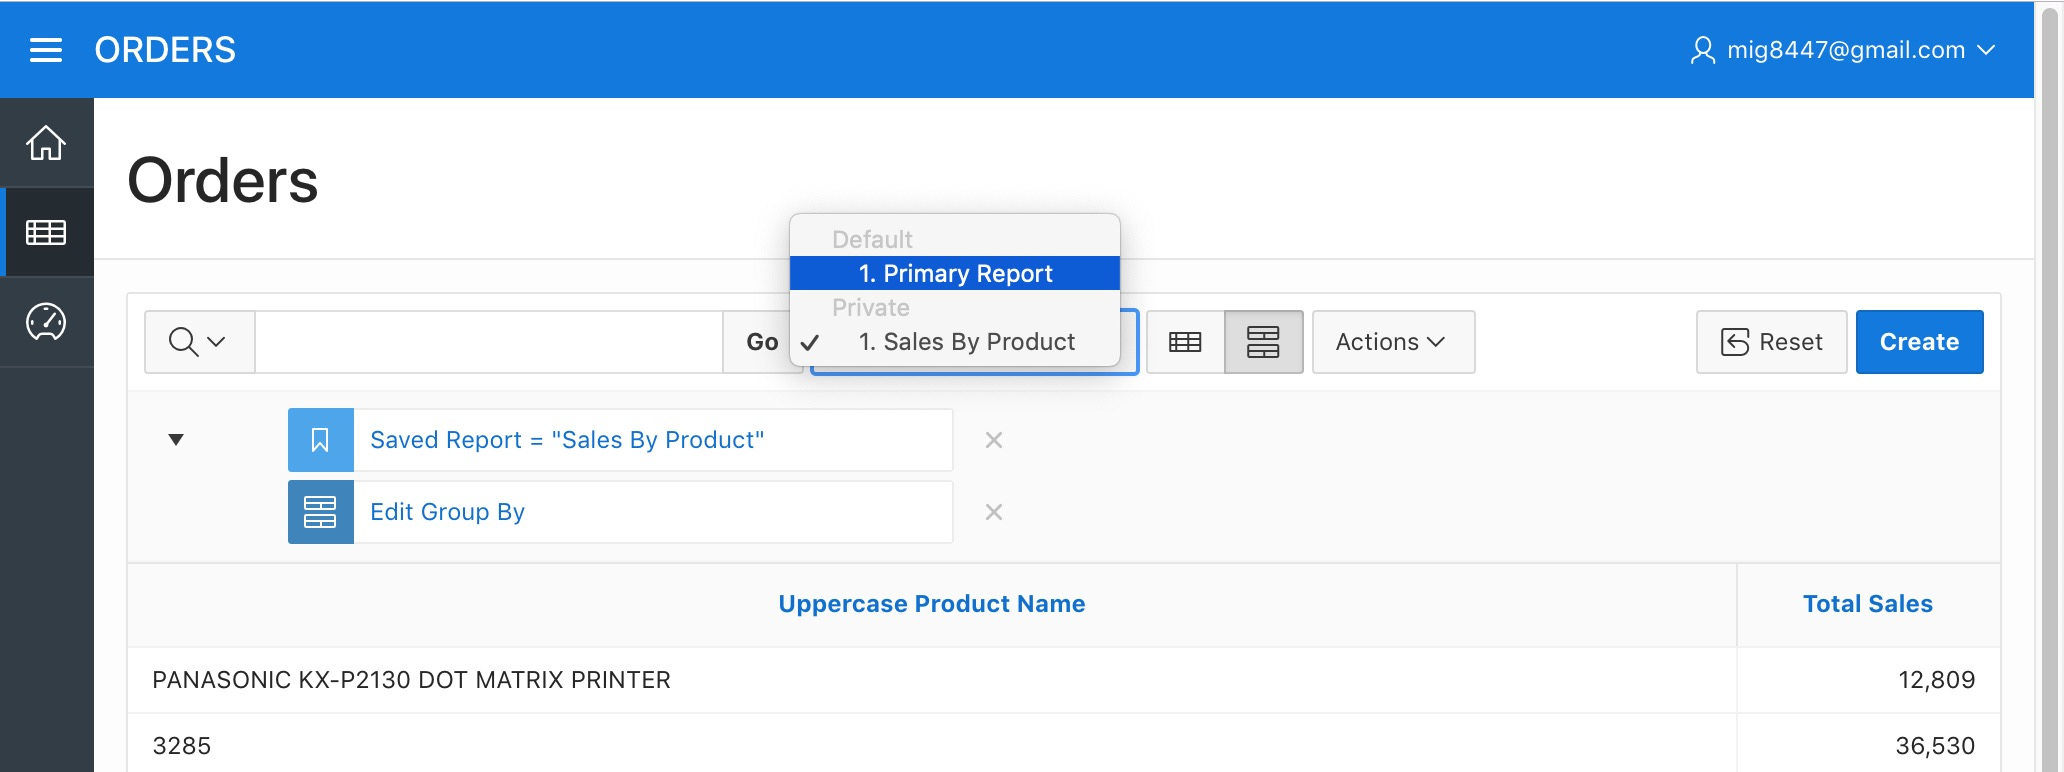 ORDERS
mig8447@gmail.com
Orders
Default
1. Primary Report
Private
✓ 1. Sales By Product
Go
Actions
Reset
Create
Saved Report = "Sales By Product"
Edit Group By
Uppercase Product Name
Total Sales
PANASONIC KX-P2130 DOT MATRIX PRINTER
12,809
3285
36,530